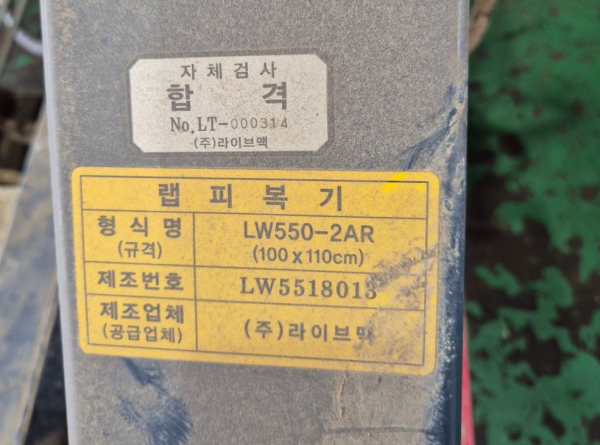 자체검사
합 격
No.LT-000314
(주)라이브맥
랩 피 복 기
형 식 명 LW550-2AR
(규격) (100 x 110cm)
제조번호 LW5518013
제조업체 (주)라이브맥
(공급업체)